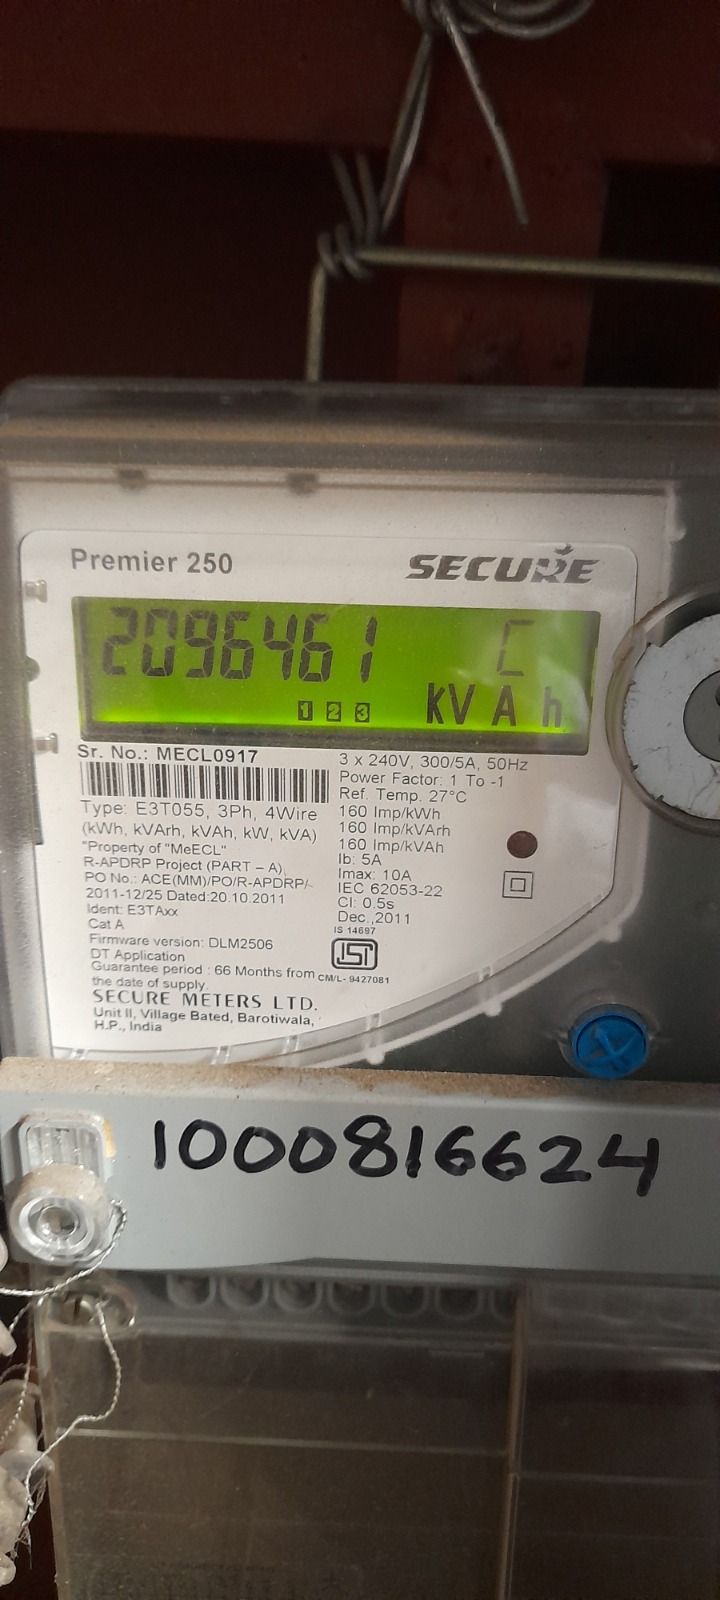 Premier 250
SECURE
2096461 C
1 2 3 kVAh
Sr. No.: MECL0917
Type: E3T055, 3Ph, 4Wire
(kWh, kVArh, kVAh, kW, kVA)
"Property of "MeECL"
R-APDRP Project (PART – A)
PO No.: ACE(MM)/PO/R-APDRP/-
2011-12/25 Dated:20.10.2011
Ident: E3TAxx
Cat A
Firmware version: DLM2506
DT Application
Guarantee period : 66 Months from
the date of supply.
SECURE METERS LTD.
Unit II, Village Bated, Barotiwala,
H.P., India
3 x 240V, 300/5A, 50Hz
Power Factor: 1 To -1
Ref. Temp. 27°C
160 Imp/kWh
160 Imp/kVArh
160 Imp/kVAh
Ib: 5A
Imax: 10A
IEC 62053-22
Cl: 0.5s
Dec.,2011
IS 14697
ISI
CM/L- 9427081
1000816624